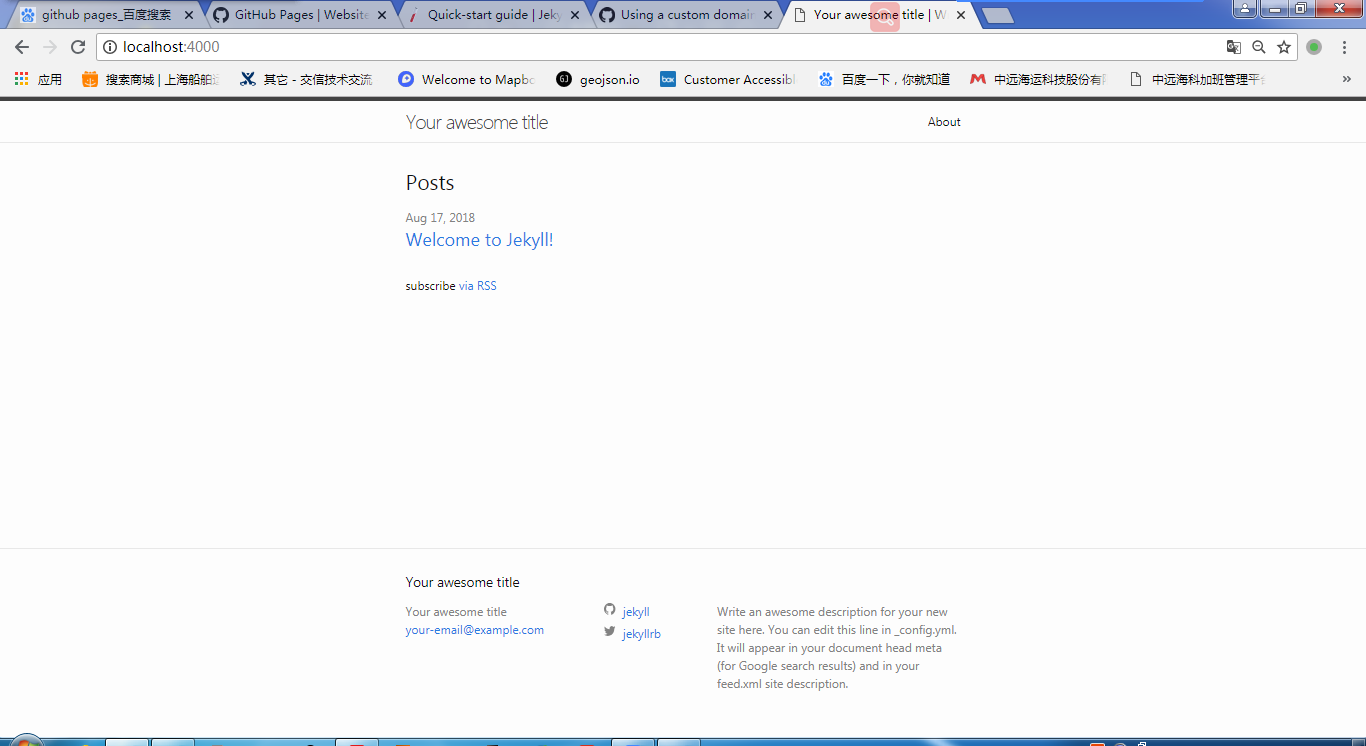 github pages_百度搜索
GitHub Pages | Website
Quick-start guide | Jeky
Using a custom domain
Your awesome title | W
localhost:4000
应用
搜索商城 | 上海船舶运
其它 - 交信技术交流
Welcome to Mapbo
geojson.io
Customer Accessibl
百度一下，你就知道
中远海运科技股份有限
中远海科加班管理平台
»
Your awesome title
About
Posts
Aug 17, 2018
Welcome to Jekyll!
subscribe via RSS
Your awesome title
Your awesome title
your-email@example.com
jekyll
jekyllrb
Write an awesome description for your new
site here. You can edit this line in _config.yml.
It will appear in your document head meta
(for Google search results) and in your
feed.xml site description.